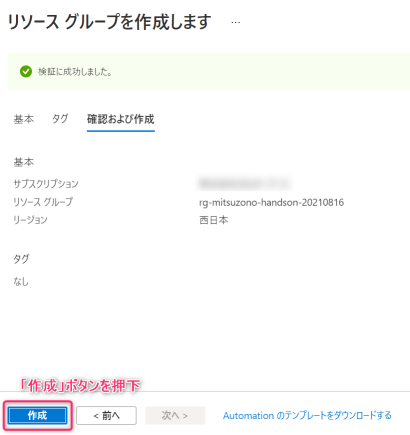 リソース グループを作成します ...
検証に成功しました。
基本 タグ 確認および作成
基本
サブスクリプション
リソース グループ rg-mitsuzono-handson-20210816
リージョン 西日本
タグ
なし
「作成」ボタンを押下
作成 < 前へ 次へ > Automation のテンプレートをダウンロードする